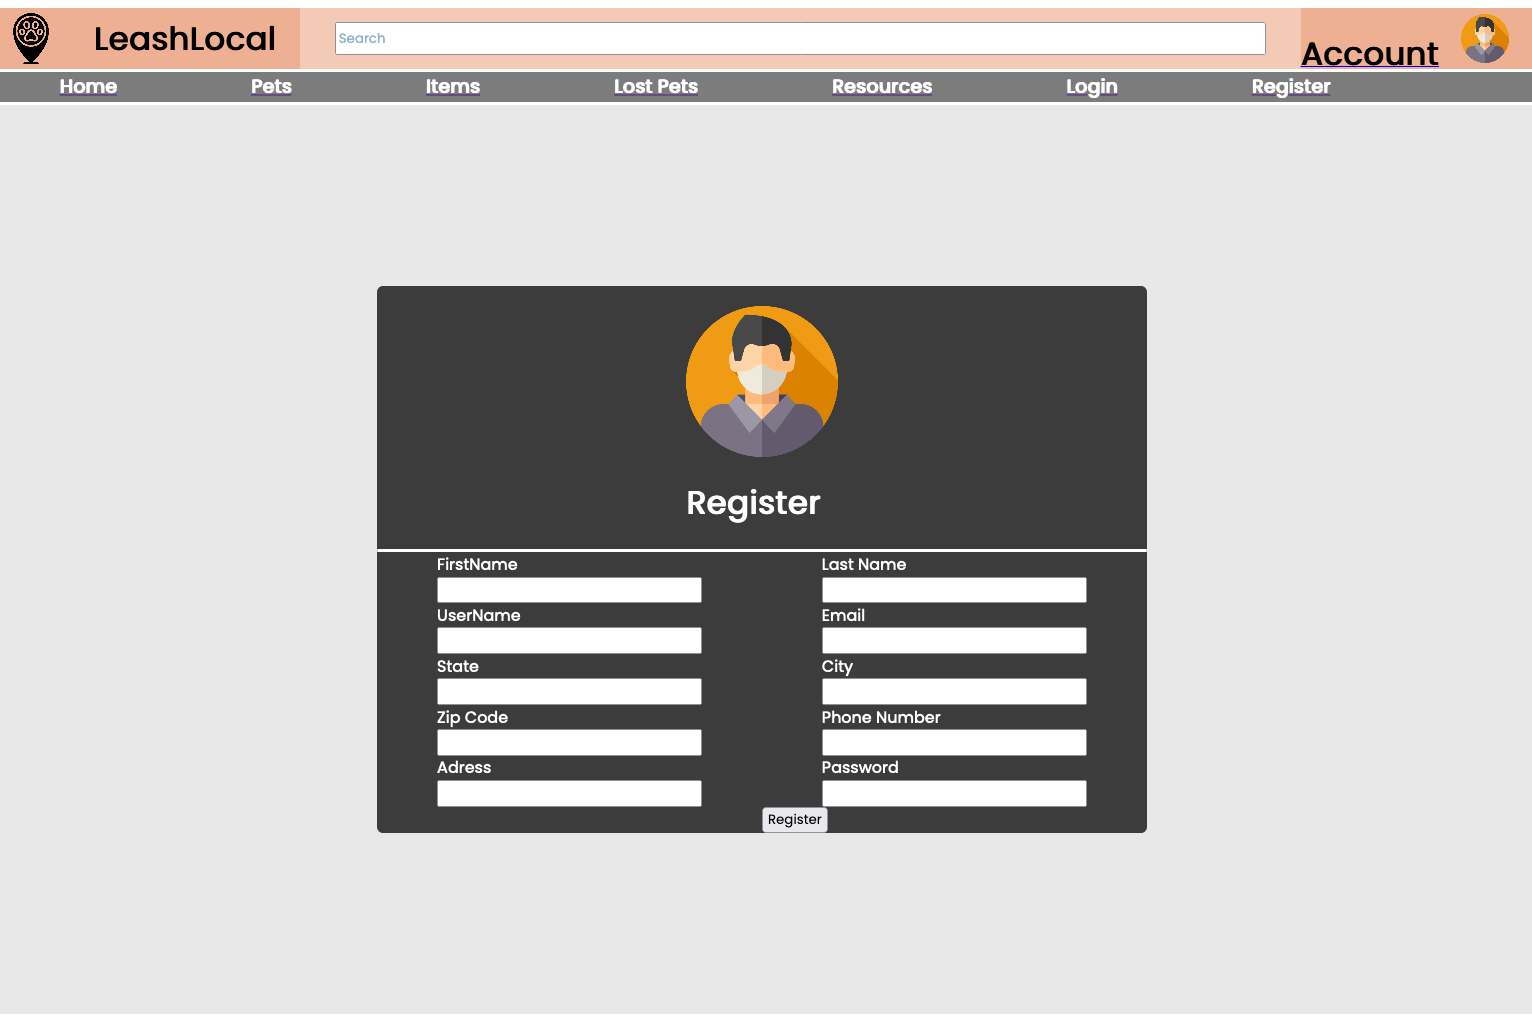 LeashLocal
Search
Account
Home Pets Items Lost Pets Resources Login Register
Register
FirstName Last Name
UserName Email
State City
Zip Code Phone Number
Adress Password
Register